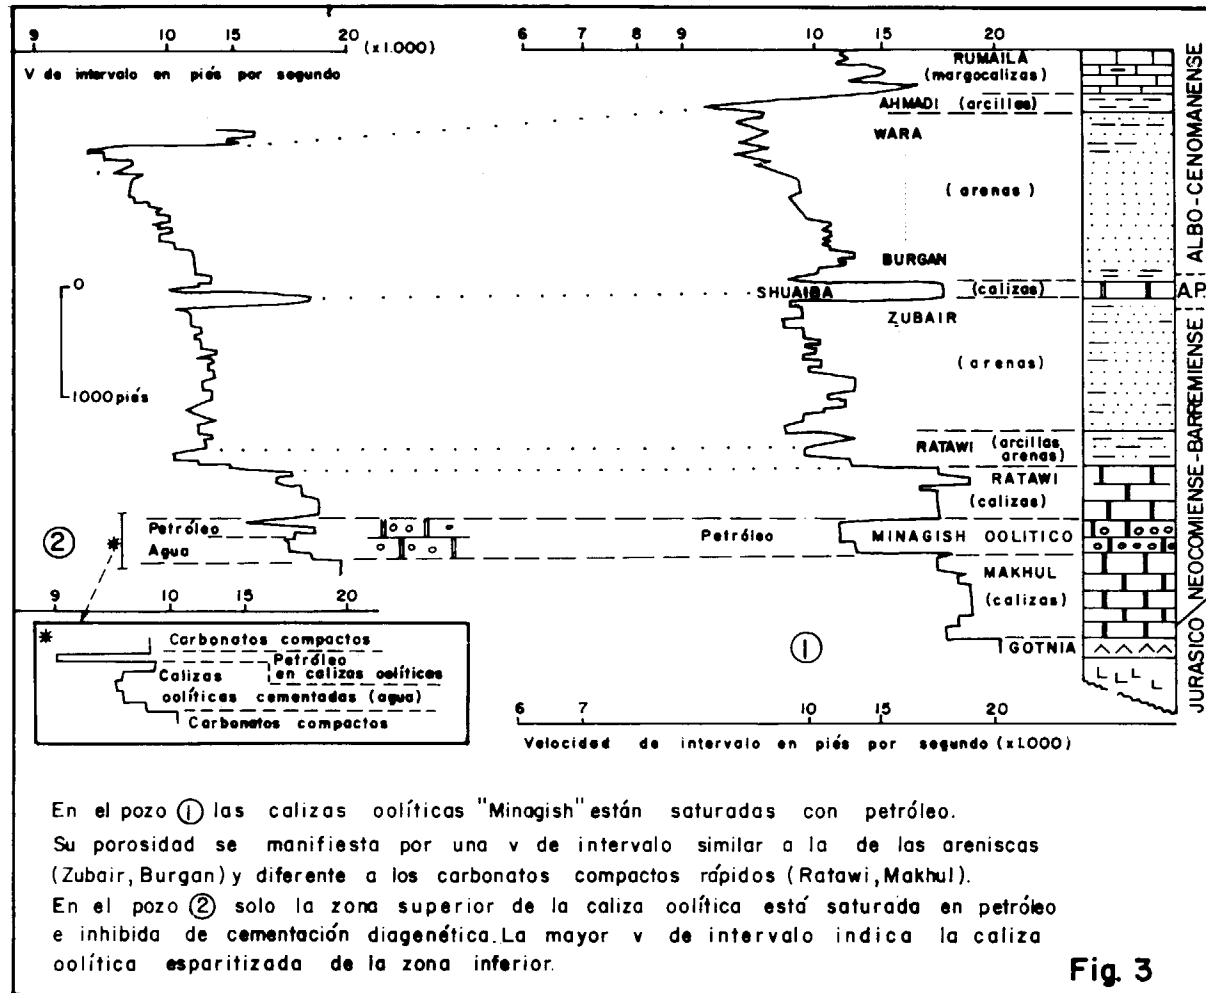 9 10 15 20 (x1.000)
6 7 8 9 10 15 20
V de intervalo en piés por segundo
RUMAILA
(margocalizas)
AHMADI (arcillas)
WARA
(arenas)
BURGAN
SHUAIBA (calizas)
ZUBAIR
(arenas)
RATAWI (arcillas
arenas)
RATAWI
(calizas)
MINAGISH OOLITICO
MAKHUL
(calizas)
GOTNIA
ALBO-CENOMANENSE
A.P.
NEOCOMIENSE-BARREMIENSE
JURASICO
0
1000 piés
2
*
Petróleo
Agua
Petróleo
9 10 15 20
*
Carbonatos compactos
Petróleo
en calizas oolíticas
Calizas
oolíticas cementadas (agua)
Carbonatos compactos
1
6 7 10 15 20
Velocidad de intervalo en piés por segundo (x1.000)
En el pozo 1 las calizas oolíticas "Minagish" están saturadas con petróleo.
Su porosidad se manifiesta por una v de intervalo similar a la de las areniscas
(Zubair, Burgan) y diferente a los carbonatos compactos rápidos (Ratawi, Makhul).
En el pozo 2 solo la zona superior de la caliza oolítica está saturada en petróleo
e inhibida de cementación diagenética. La mayor v de intervalo indica la caliza
oolítica esparitizada de la zona inferior.
Fig. 3